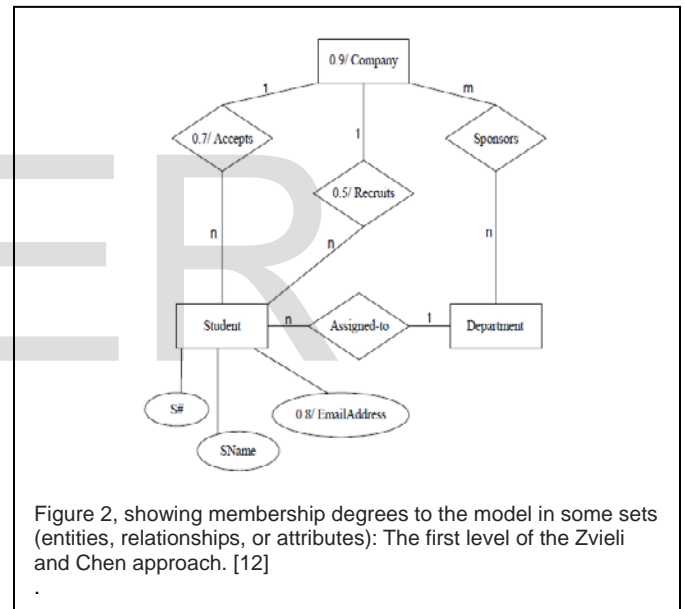 0.9/ Company
1
1
m
0.7/ Accepts
Sponsors
0.5/ Recruits
n
n
n
Student
n
Assigned-to
1
Department
S#
0.8/ EmailAddress
SName
ER
Figure 2, showing membership degrees to the model in some sets
(entities, relationships, or attributes): The first level of the Zvieli
and Chen approach. [12]
.